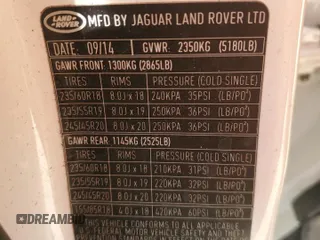 LAND-ROVER
MFD BY JAGUAR LAND ROVER LTD
DATE: 09/14 GVWR: 2350KG (5180LB)
GAWR FRONT: 1300KG (2865LB)
TIRES RIMS PRESSURE (COLD SINGLE)
235/60R18 8.0J x 18 240KPA 35PSI (LB/PO²)
235/55R19 8.0J x 19 250KPA 36PSI (LB/PO²)
245/45R20 8.0J x 20 250KPA 36PSI (LB/PO²)
GAWR REAR: 1145KG (2525LB)
TIRES RIMS PRESSURE (COLD SINGLE)
235/60R18 8.0J x 18 210KPA 31PSI (LB/PO²)
235/55R19 8.0J x 19 220KPA 32PSI (LB/PO²)
245/45R20 8.0J x 20 220KPA 32PSI (LB/PO²)
4.0J x 18 420KPA 60PSI (LB/PO²)
THIS VEHICLE CONFORMS TO ALL